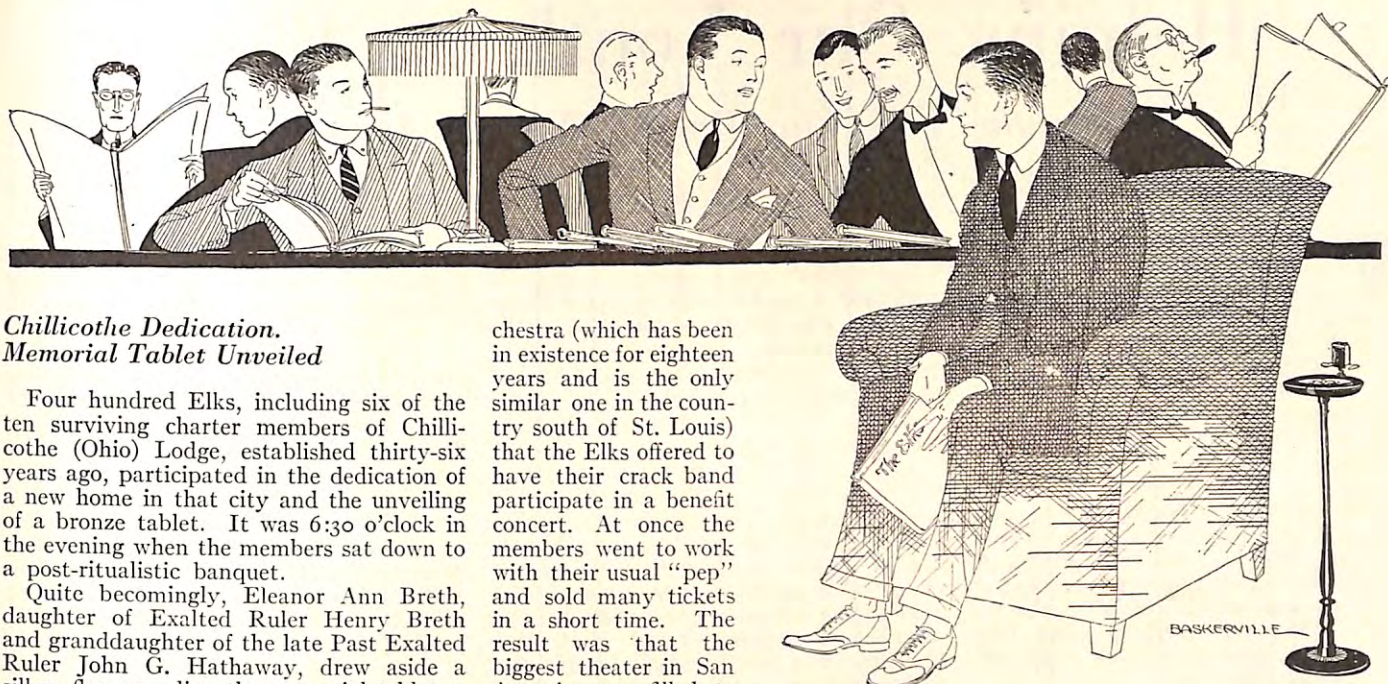 Chillicothe Dedication.
Memorial Tablet Unveiled
Four hundred Elks, including six of the
ten surviving charter members of Chilli-
cothe (Ohio) Lodge, established thirty-six
years ago, participated in the dedication of
a new home in that city and the unveiling
of a bronze tablet. It was 6:30 o'clock in
the evening when the members sat down to
a post-ritualistic banquet.
Quite becomingly, Eleanor Ann Breth,
daughter of Exalted Ruler Henry Breth
and granddaughter of the late Past Exalted
Ruler John G. Hathaway, drew aside a
chestra (which has been
in existence for eighteen
years and is the only
similar one in the coun-
try south of St. Louis)
that the Elks offered to
have their crack band
participate in a benefit
concert. At once the
members went to work
with their usual "pep"
and sold many tickets
in a short time. The
result was that the
biggest theater in San
The Elks
BASKERVILLE